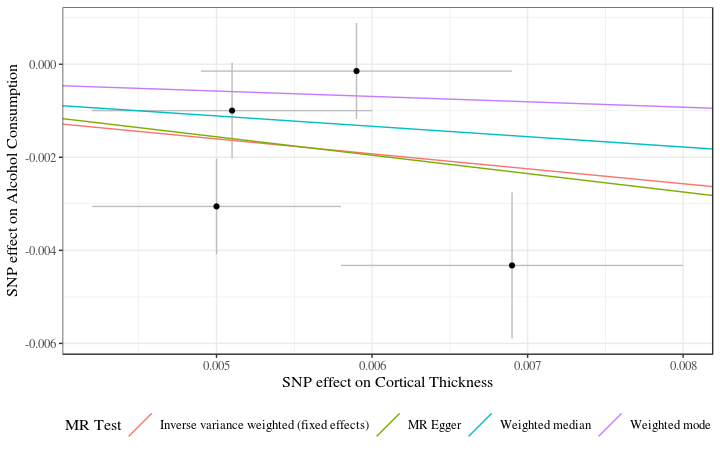 SNP effect on Alcohol Consumption
0.000
-0.002
-0.004
-0.006
0.005 0.006 0.007 0.008
SNP effect on Cortical Thickness
MR Test Inverse variance weighted (fixed effects) MR Egger Weighted median Weighted mode